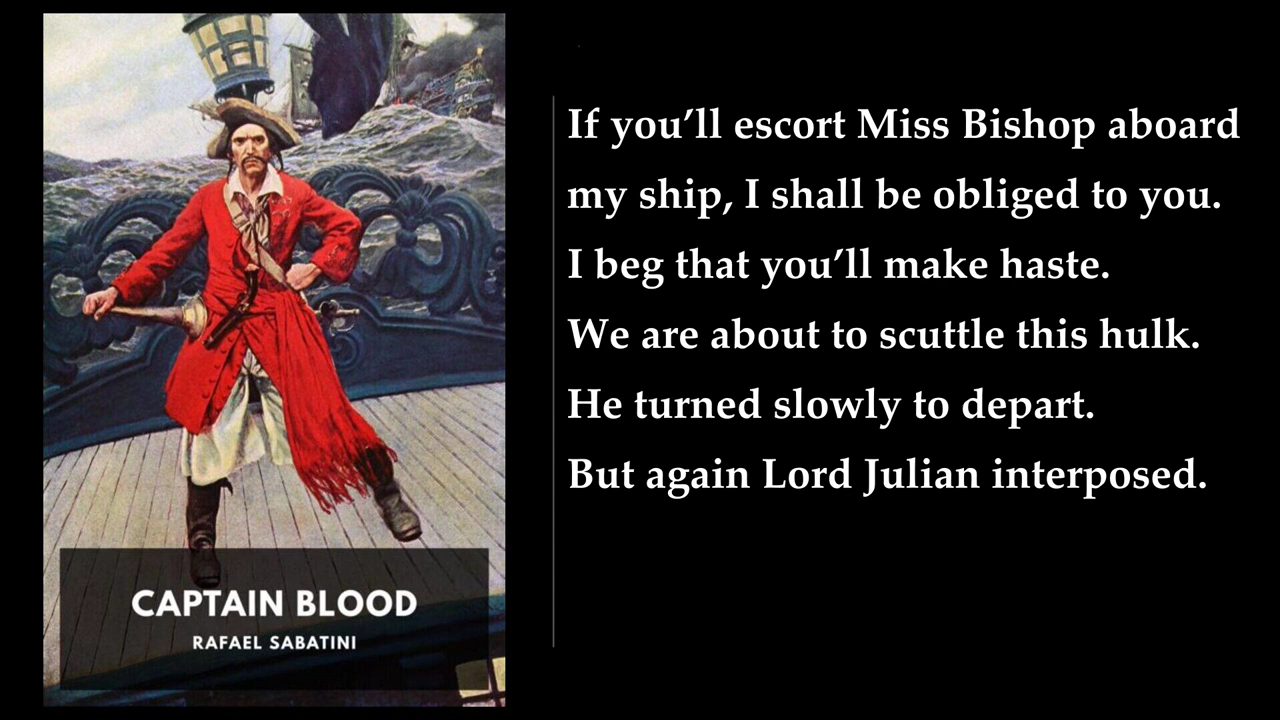 CAPTAIN BLOOD
RAFAEL SABATINI
If you’ll escort Miss Bishop aboard
my ship, I shall be obliged to you.
I beg that you’ll make haste.
We are about to scuttle this hulk.
He turned slowly to depart.
But again Lord Julian interposed.